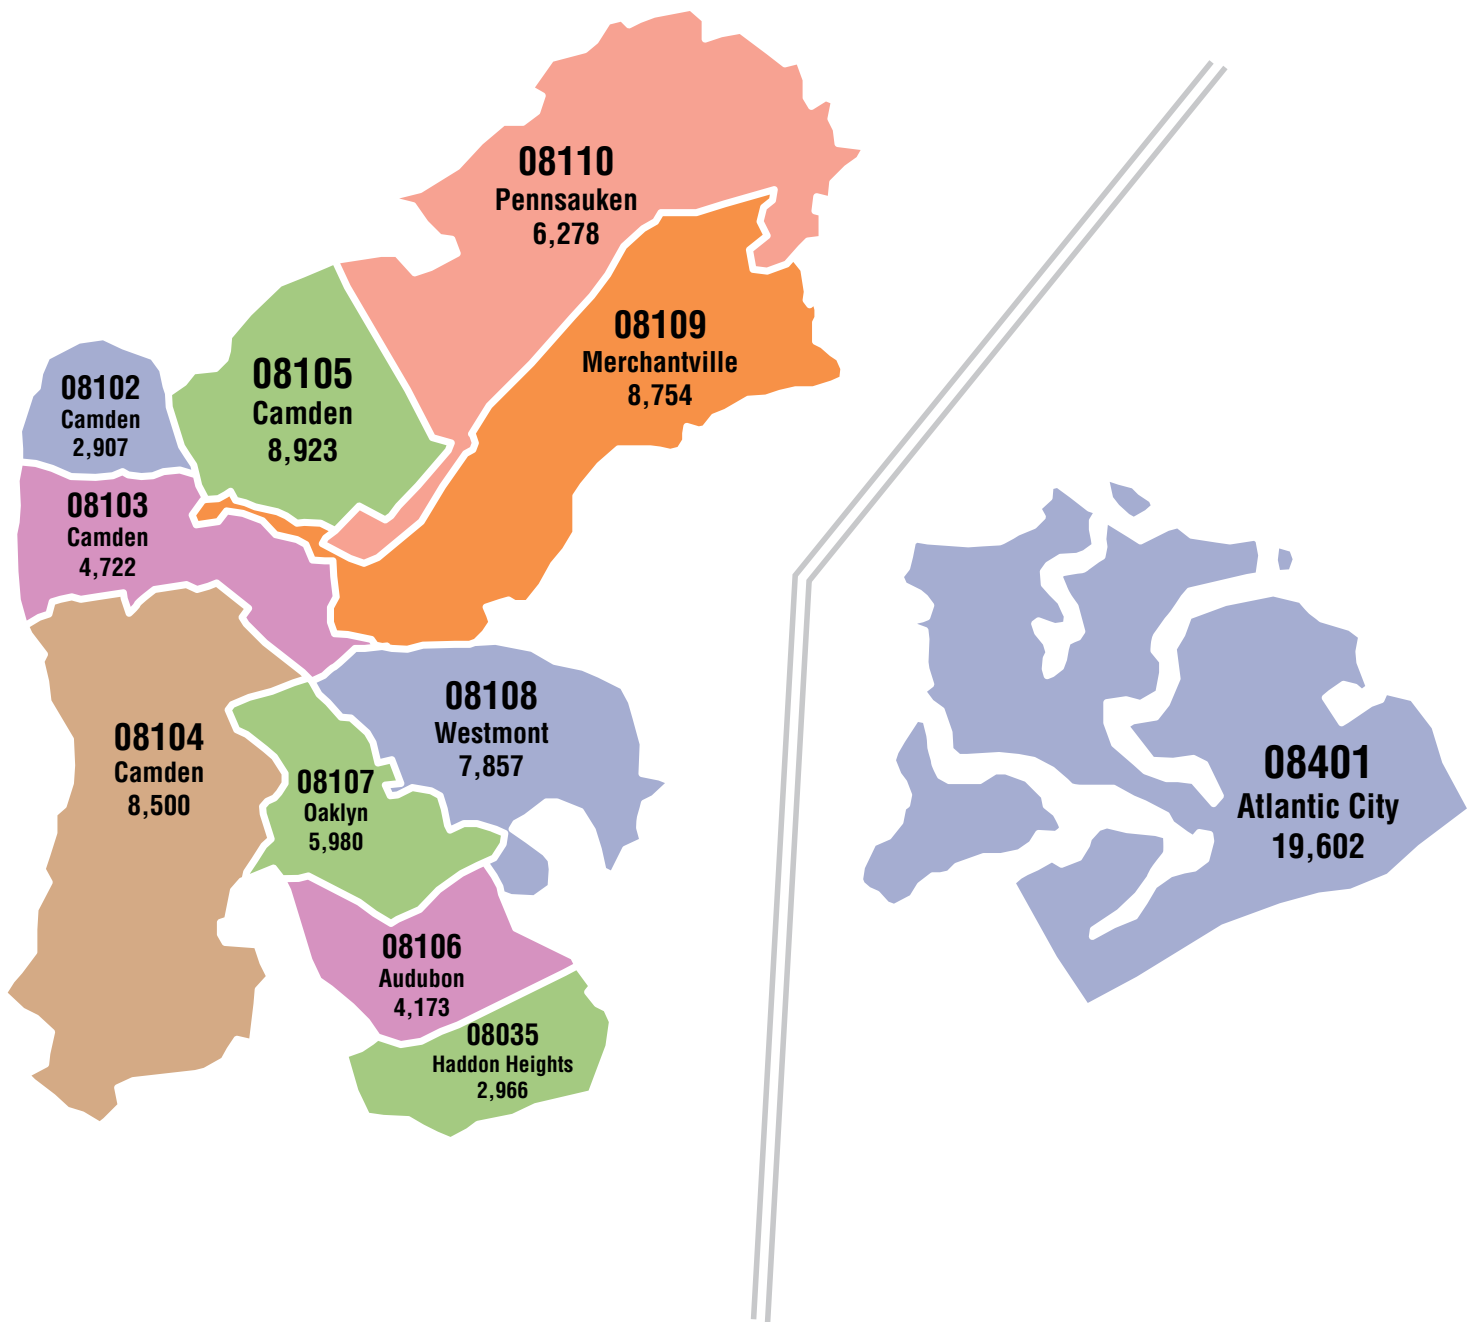 08110
Pennsauken
6,278
08109
Merchantville
8,754
08105
Camden
8,923
08102
Camden
2,907
08103
Camden
4,722
08108
Westmont
7,857
08104
Camden
8,500
08107
Oaklyn
5,980
08401
Atlantic City
19,602
08106
Audubon
4,173
08035
Haddon Heights
2,966